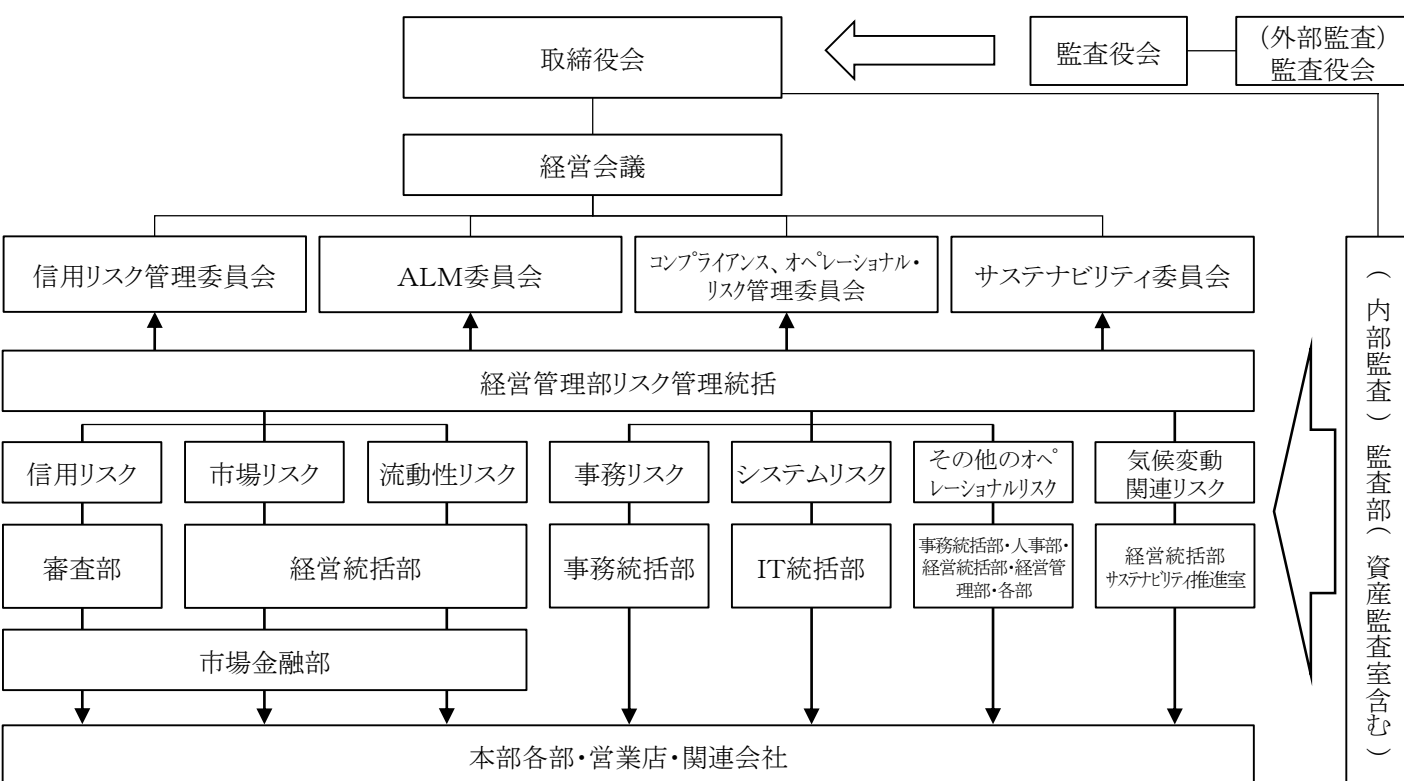 取締役会
監査役会
（外部監査）
監査役会
経営会議
信用リスク管理委員会
ALM委員会
コンプライアンス、オペレーショナル・
リスク管理委員会
サステナビリティ委員会
経営管理部リスク管理統括
信用リスク
市場リスク
流動性リスク
事務リスク
システムリスク
その他のオペ
レーショナルリスク
気候変動
関連リスク
審査部
経営統括部
事務統括部
IT統括部
事務統括部・人事部・
経営統括部・経営管
理部・各部
経営統括部
サステナビリティ推進室
市場金融部
本部各部・営業店・関連会社
（内部監査）監査部（資産監査室含む）